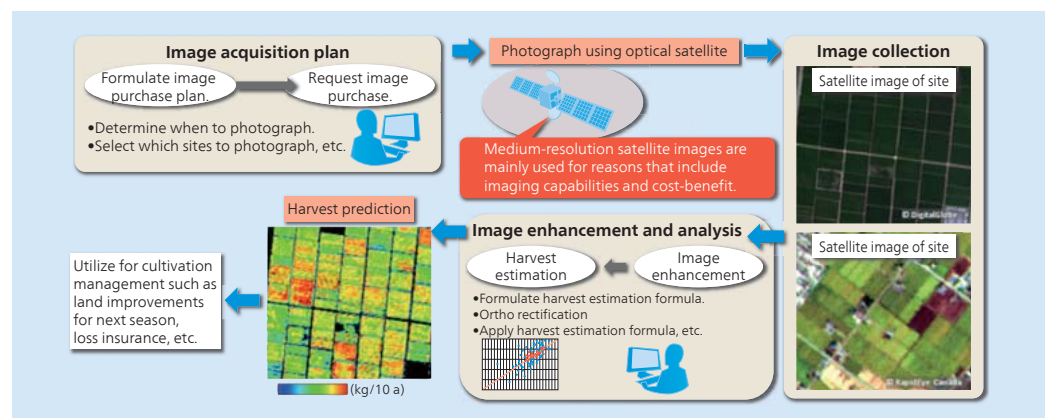 Image acquisition plan
Formulate image
purchase plan.
Request image
purchase.
•Determine when to photograph.
•Select which sites to photograph, etc.
Photograph using optical satellite
Medium-resolution satellite images are
mainly used for reasons that include
imaging capabilities and cost-benefit.
Image collection
Satellite image of site
© DigitalGlobe
Satellite image of site
© RapidEye Canada
Image enhancement and analysis
Image
enhancement
Harvest
estimation
•Formulate harvest estimation formula.
•Ortho rectification
•Apply harvest estimation formula, etc.
Harvest prediction
(kg/10 a)
Utilize for cultivation
management such as
land improvements
for next season,
loss insurance, etc.